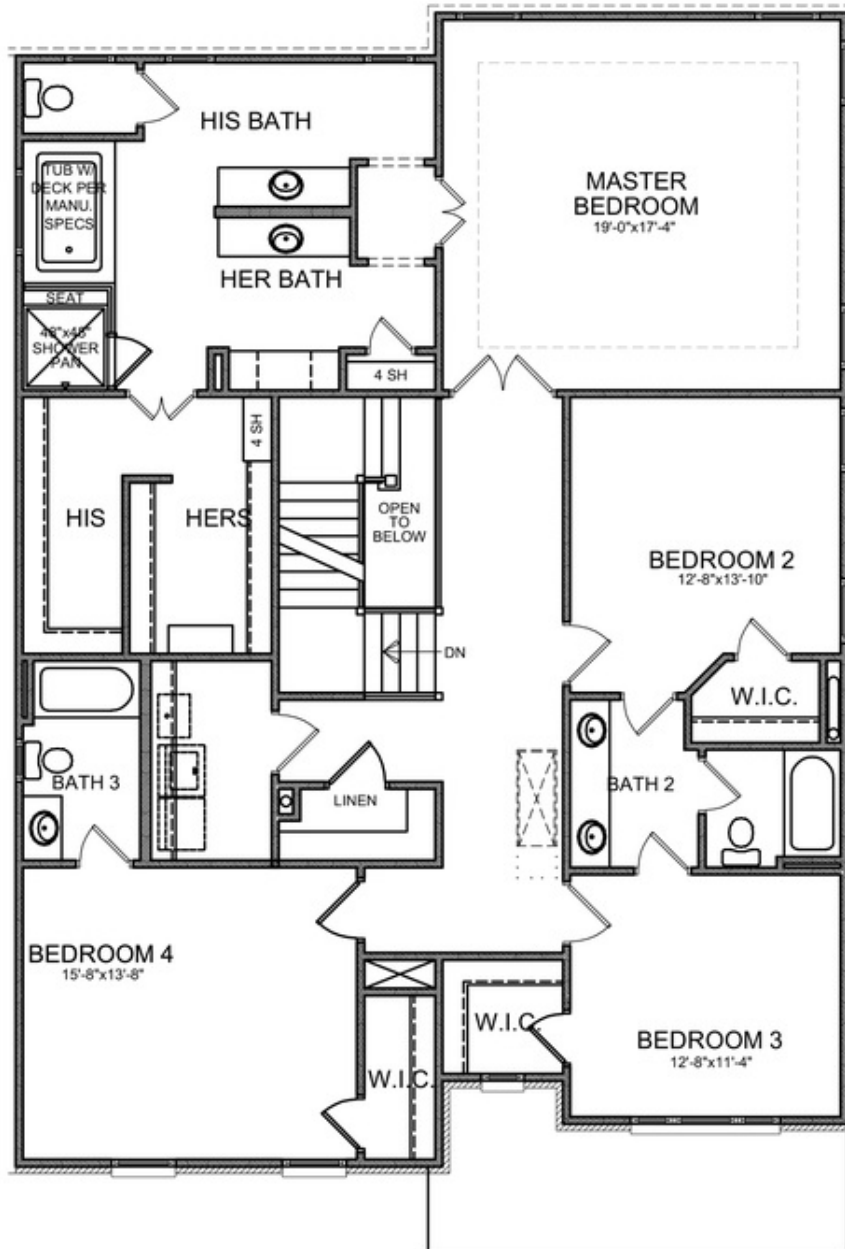 HIS BATH
TUB W/
DECK PER
MANU.
SPECS
MASTER
BEDROOM
19'-0"x17'-4"
HER BATH
SEAT
48"x48"
SHOWER
PAN
4 SH
4 SH
HIS
HERS
OPEN
TO
BELOW
BEDROOM 2
12'-8"x13'-10"
DN
W.I.C.
BATH 3
LINEN
BATH 2
BEDROOM 4
15'-8"x13'-8"
W.I.C.
BEDROOM 3
12'-8"x11'-4"
W.I.C.